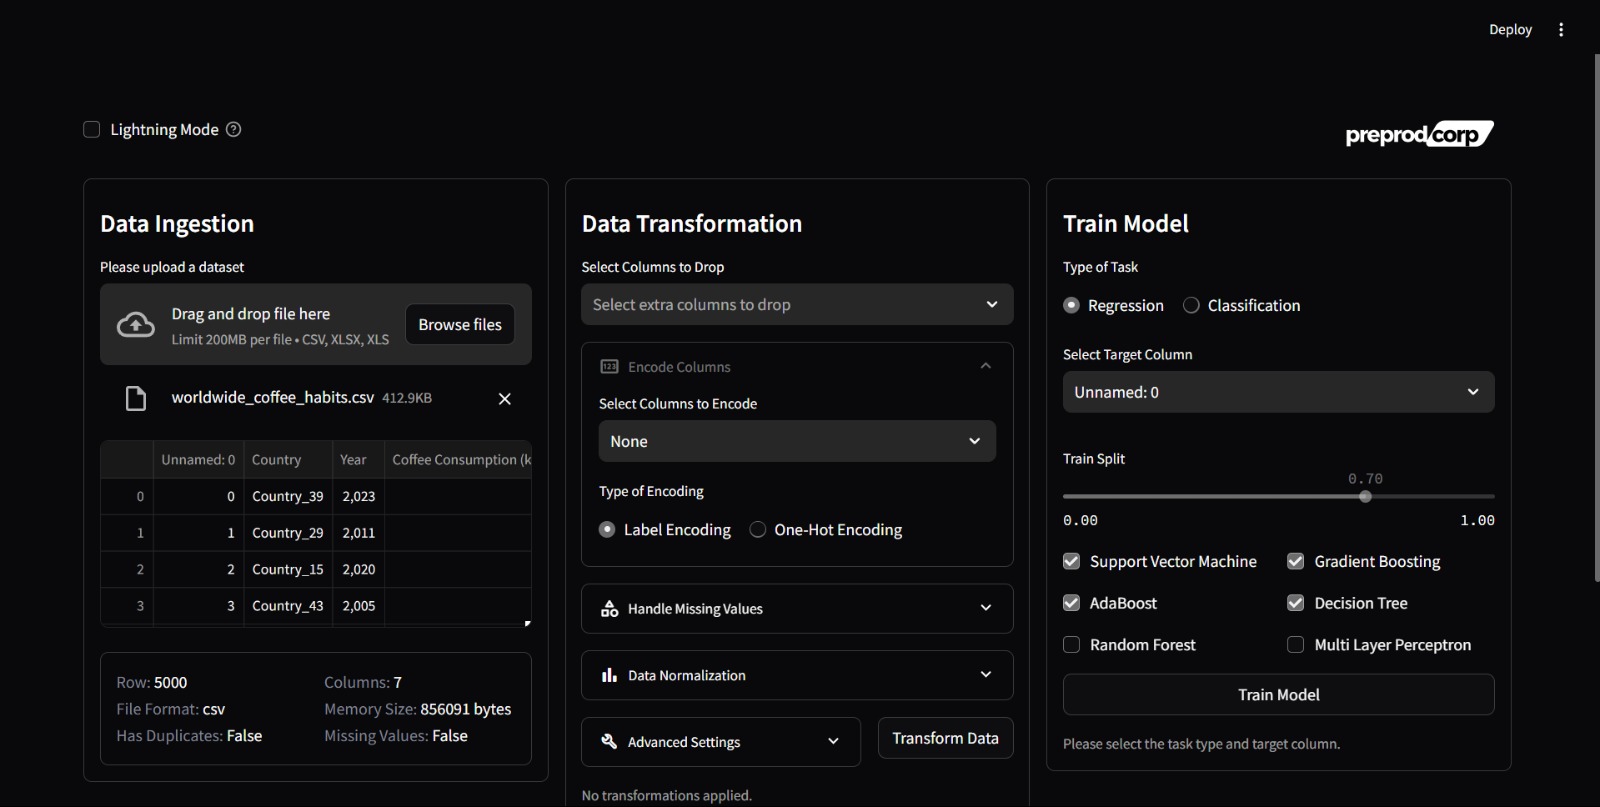 Deploy
Lightning Mode
preprodcorp
Data Ingestion
Please upload a dataset
Drag and drop file here
Limit 200MB per file • CSV, XLSX, XLS
Browse files
worldwide_coffee_habits.csv 412.9KB
Unnamed: 0 Country Year Coffee Consumption (k
0 0 Country_39 2,023
1 1 Country_29 2,011
2 2 Country_15 2,020
3 3 Country_43 2,005
Row: 5000 Columns: 7
File Format: csv Memory Size: 856091 bytes
Has Duplicates: False Missing Values: False
Data Transformation
Select Columns to Drop
Select extra columns to drop
123 Encode Columns
Select Columns to Encode
None
Type of Encoding
Label Encoding One-Hot Encoding
Handle Missing Values
Data Normalization
Advanced Settings
Transform Data
No transformations applied.
Train Model
Type of Task
Regression Classification
Select Target Column
Unnamed: 0
Train Split
0.70
0.00 1.00
Support Vector Machine Gradient Boosting
AdaBoost Decision Tree
Random Forest Multi Layer Perceptron
Train Model
Please select the task type and target column.